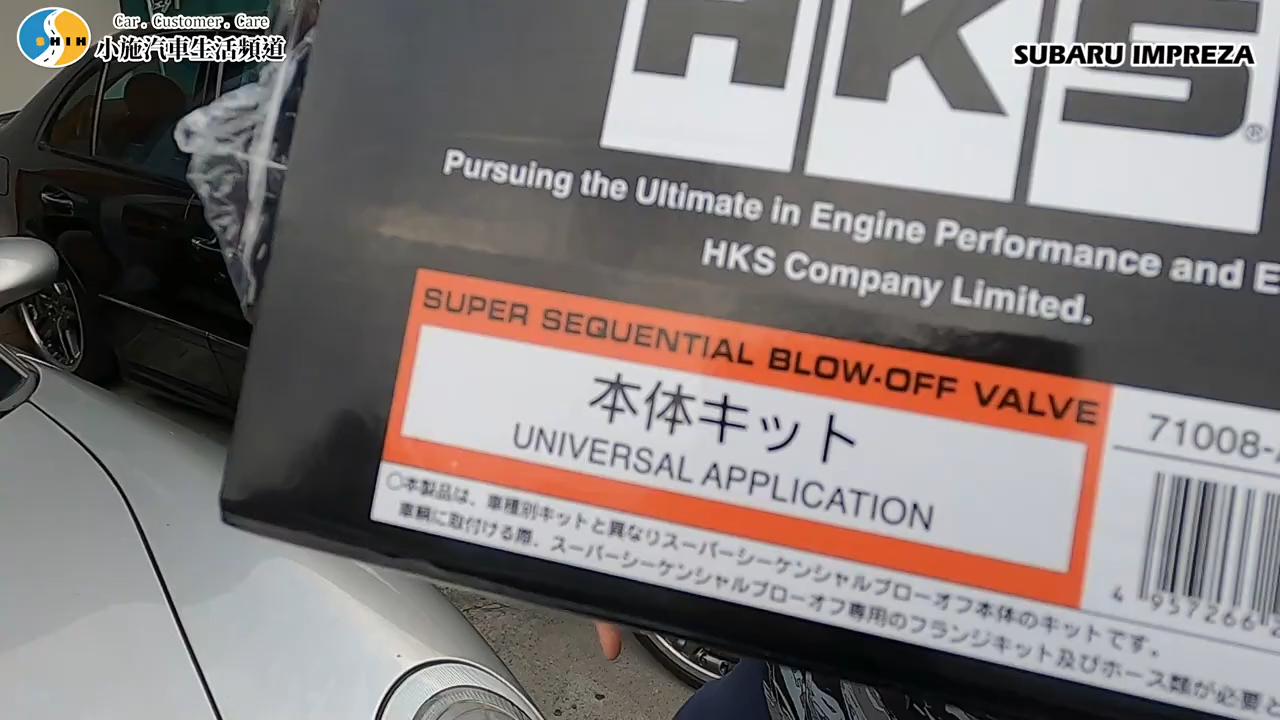 Car. Customer. Care
SHIH
小施汽車生活頻道
SUBARU IMPREZA
HKS®
Pursuing the Ultimate in Engine Performance and E
HKS Company Limited.
SUPER SEQUENTIAL BLOW-OFF VALVE
本体キット
UNIVERSAL APPLICATION
71008-
○本製品は、車種別キットと異なりスーパーシーケンシャルブローオフ本体のキットです。
車輌に取付ける際、スーパーシーケンシャルブローオフ専用のフランジキット及びホース類が必要と
4 957266